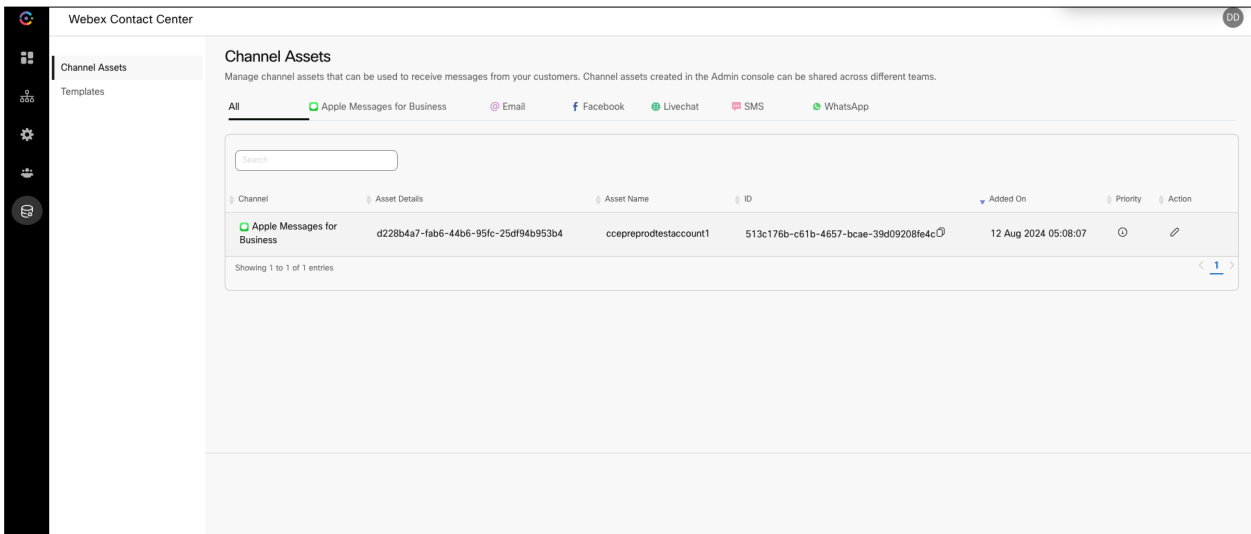 Webex Contact Center
DD
Channel Assets
Templates
Channel Assets
Manage channel assets that can be used to receive messages from your customers. Channel assets created in the Admin console can be shared across different teams.
All Apple Messages for Business Email Facebook Livechat SMS WhatsApp
Search
Channel Asset Details Asset Name ID Added On Priority Action
Apple Messages for
Business
d228b4a7-fab6-44b6-95fc-25df94b953b4 ccepreprodtestaccount1 513c176b-c61b-4657-bcae-39d09208fe4c 12 Aug 2024 05:08:07
Showing 1 to 1 of 1 entries
1